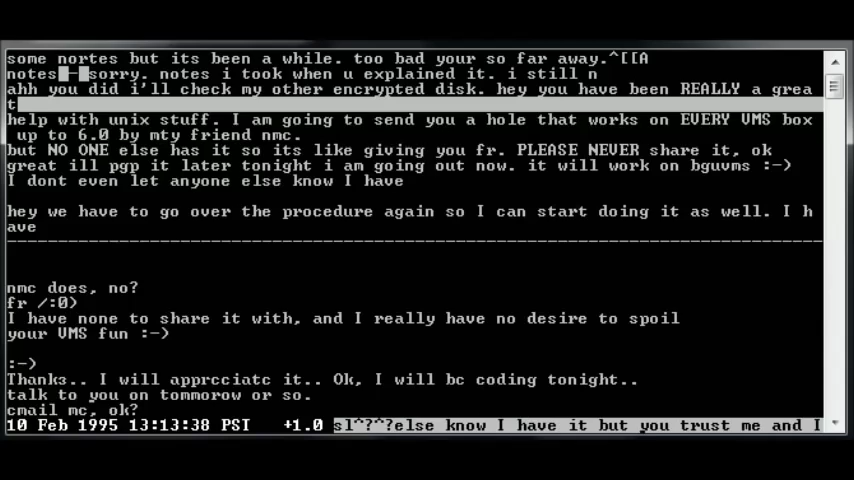 some nortes but its been a while. too bad your so far away.^[[A
notes - sorry. notes i took when u explained it. i still n
ahh you did i'll check my other encrypted disk. hey you have been REALLY a grea
t
help with unix stuff. I am going to send you a hole that works on EVERY VMS box
up to 6.0 by mty friend nmc.
but NO ONE else has it so its like giving you fr. PLEASE NEVER share it, ok
great ill pgp it later tonight i am going out now. it will work on bguvms :-)
I dont even let anyone else know I have
hey we have to go over the procedure again so I can start doing it as well. I h
ave
nmc does, no?
fr /:0)
I have none to share it with, and I really have no desire to spoil
your VMS fun :-)
:-)
Thanks.. I will appreciate it.. Ok, I will be coding tonight..
talk to you on tommorow or so.
email me, ok?
10 Feb 1995 13:13:38 PST +1.0 sl^?^?else know I have it but you trust me and I